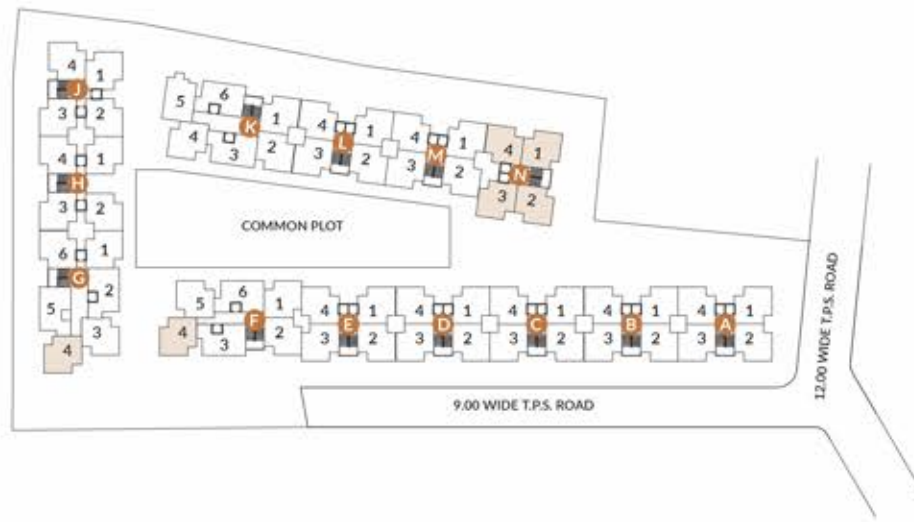 4 1
J
3 2
4 1
H
3 2
6 1
G
5 2
3
4
5 6 1
K
4 3 2
4 1
L
3 2
4 1
M
3 2
4 1
N
3 2
COMMON PLOT
5 6 1
F
4 3 2
4 1
E
3 2
4 1
D
3 2
4 1
C
3 2
4 1
B
3 2
4 1
A
3 2
12.00 WIDE T.P.S. ROAD
9.00 WIDE T.P.S. ROAD